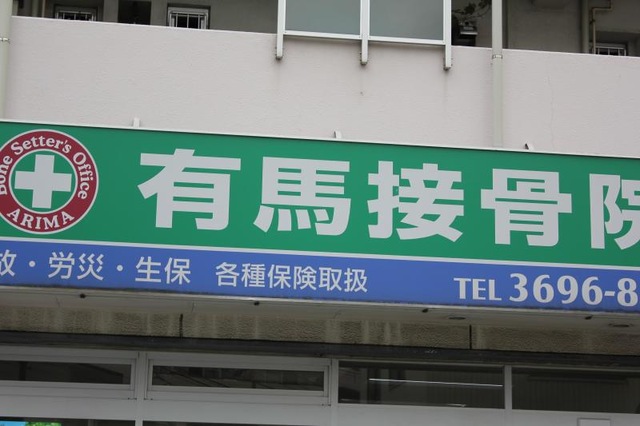 Bone Setter's Office
ARIMA
有馬接骨院
故・労災・生保 各種保険取扱
TEL 3696-8